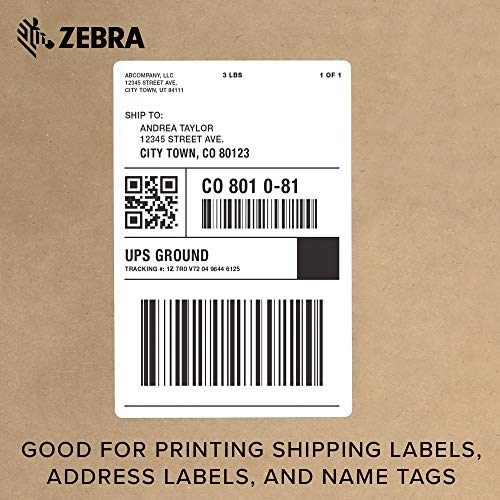 ZEBRA
ABCOMPANY, LLC 3 LBS 1 OF 1
12345 STREET AVE.
CITY TOWN, UT 84111
SHIP TO:
ANDREA TAYLOR
12345 STREET AVE.
CITY TOWN, CO 80123
CO 801 0-81
UPS GROUND
TRACKING #: 1Z 7R0 V72 04 9844 6125
GOOD FOR PRINTING SHIPPING LABELS,
ADDRESS LABELS, AND NAME TAGS